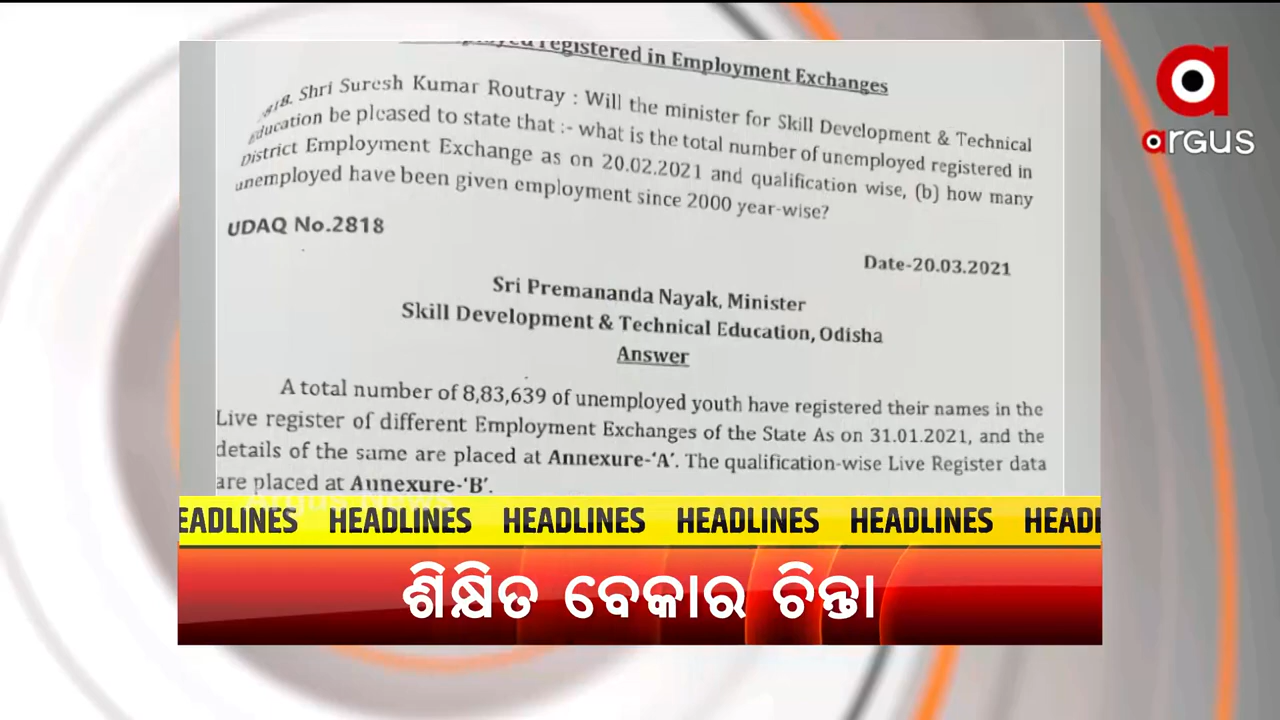 registered in Employment Exchanges
818. Shri Suresh Kumar Routray : Will the minister for Skill Development & Technical
Education be pleased to state that :- what is the total number of unemployed registered in
District Employment Exchange as on 20.02.2021 and qualification wise, (b) how many
unemployed have been given employment since 2000 year-wise?
UDAQ No.2818
Date-20.03.2021
Sri Premananda Nayak, Minister
Skill Development & Technical Education, Odisha
Answer
A total number of 8,83,639 of unemployed youth have registered their names in the
Live register of different Employment Exchanges of the State As on 31.01.2021, and the
details of the same are placed at Annexure-‘A’. The qualification-wise Live Register data
are placed at Annexure-‘B’.
Argus News
EADLINES HEADLINES HEADLINES HEADLINES HEADLINES HEADL
ଶିକ୍ଷିତ ବେକାର ଚିନ୍ତା
a
argus